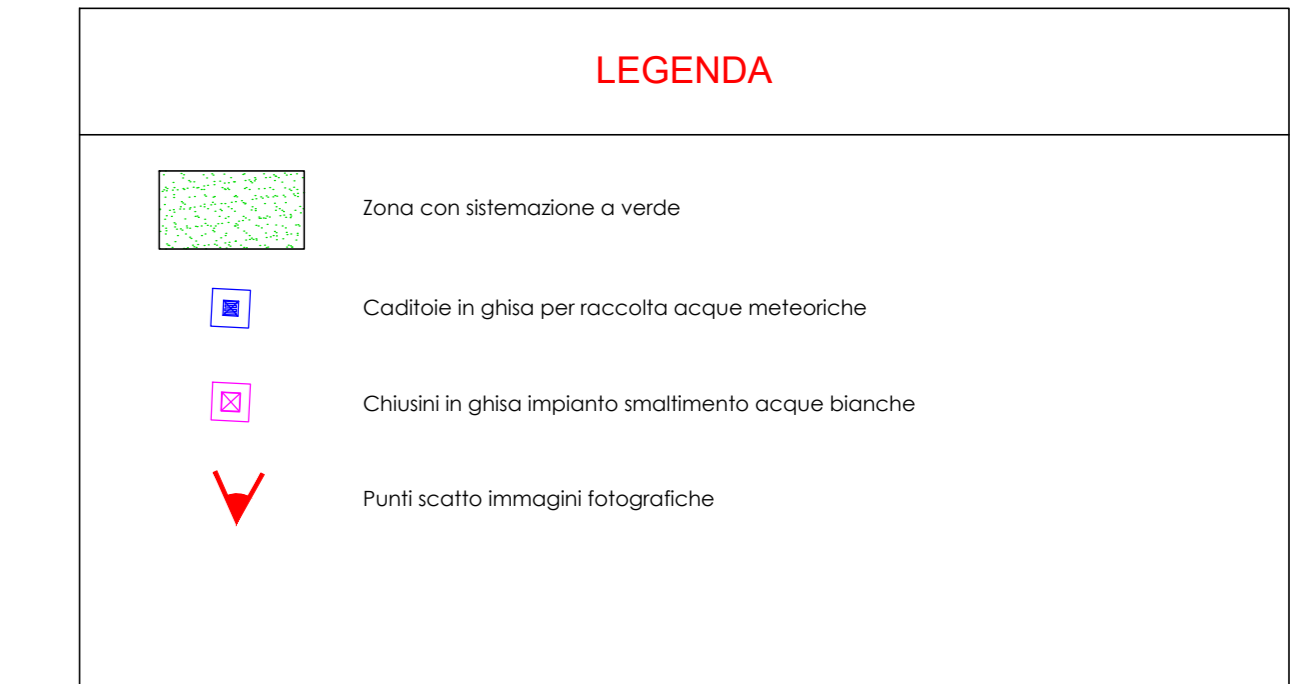 LEGENDA
Zona con sistemazione a verde
Caditoie in ghisa per raccolta acque meteoriche
Chiusini in ghisa impianto smaltimento acque bianche
Punti scatto immagini fotografiche